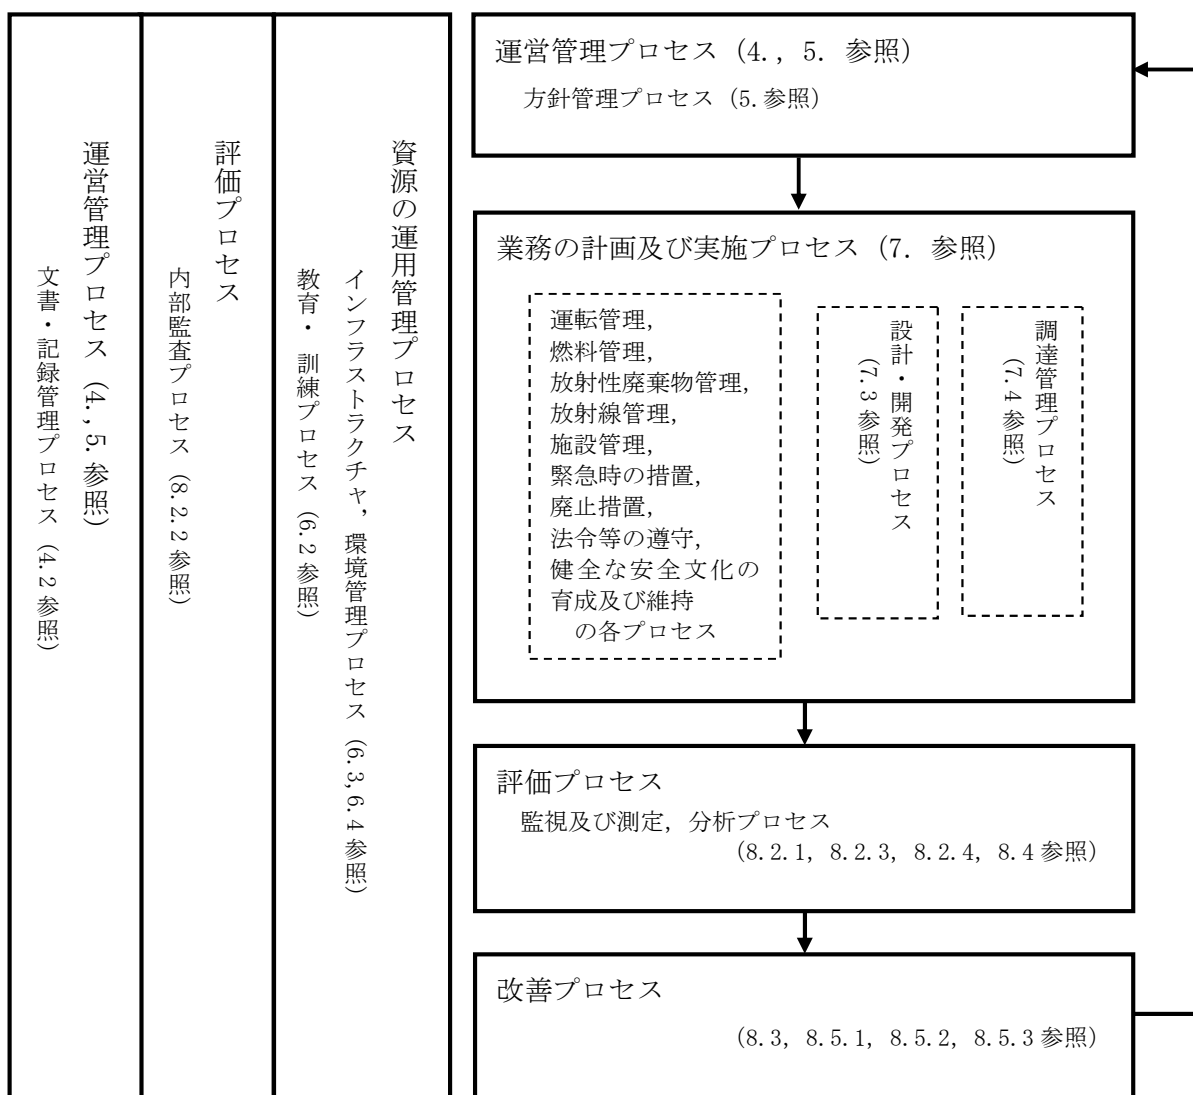 運営管理プロセス (4., 5.参照)
文書・記録管理プロセス (4.2参照)
評価プロセス
内部監査プロセス (8.2.2参照)
資源の運用管理プロセス
インフラストラクチャ, 環境管理プロセス (6.3,6.4参照)
教育・ 訓練プロセス (6.2参照)
運営管理プロセス (4., 5. 参照)
方針管理プロセス (5.参照)
業務の計画及び実施プロセス (7. 参照)
運転管理,
燃料管理,
放射性廃棄物管理,
放射線管理,
施設管理,
緊急時の措置,
廃止措置,
法令等の遵守,
健全な安全文化の
育成及び維持
の各プロセス
設計・開発プロセス
(7.3参照)
調達管理プロセス
(7.4参照)
評価プロセス
監視及び測定, 分析プロセス
(8.2.1, 8.2.3, 8.2.4, 8.4参照)
改善プロセス
(8.3, 8.5.1, 8.5.2, 8.5.3参照)